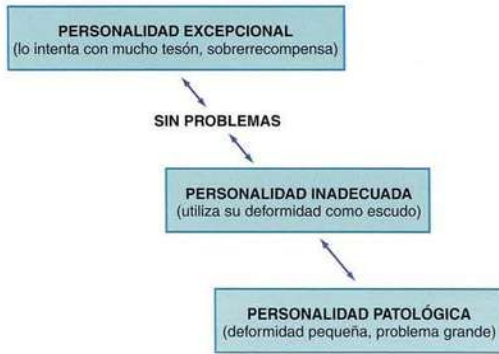 PERSONALIDAD EXCEPCIONAL
(lo intenta con mucho tesón, sobrerrecompensa)
SIN PROBLEMAS
PERSONALIDAD INADECUADA
(utiliza su deformidad como escudo)
PERSONALIDAD PATOLÓGICA
(deformidad pequeña, problema grande)